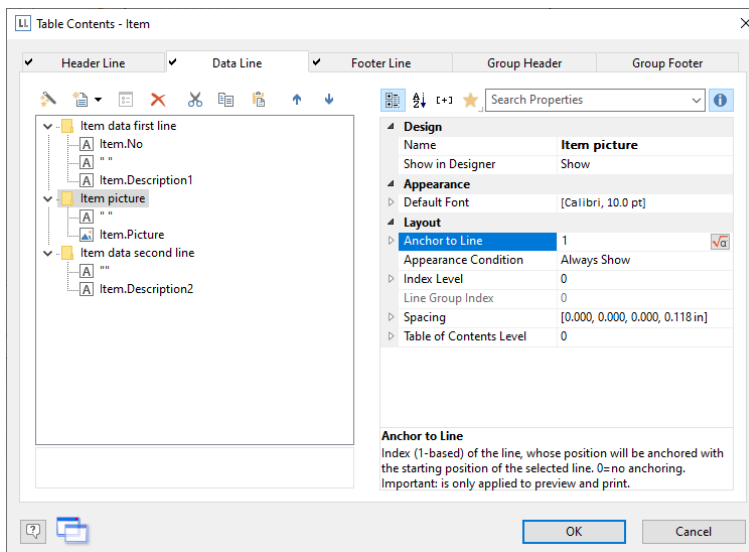 LL Table Contents - Item
Header Line
Data Line
Footer Line
Group Header
Group Footer
Search Properties
Item data first line
A Item.No
A " "
A Item.Description1
Item picture
A " "
Item.Picture
Item data second line
A ""
A Item.Description2
Design
Name Item picture
Show in Designer Show
Appearance
Default Font [Calibri, 10.0 pt]
Layout
Anchor to Line 1
Appearance Condition Always Show
Index Level 0
Line Group Index 0
Spacing [0.000, 0.000, 0.000, 0.118 in]
Table of Contents Level 0
Anchor to Line
Index (1-based) of the line, whose position will be anchored with
the starting position of the selected line. 0=no anchoring.
Important: is only applied to preview and print.
OK
Cancel